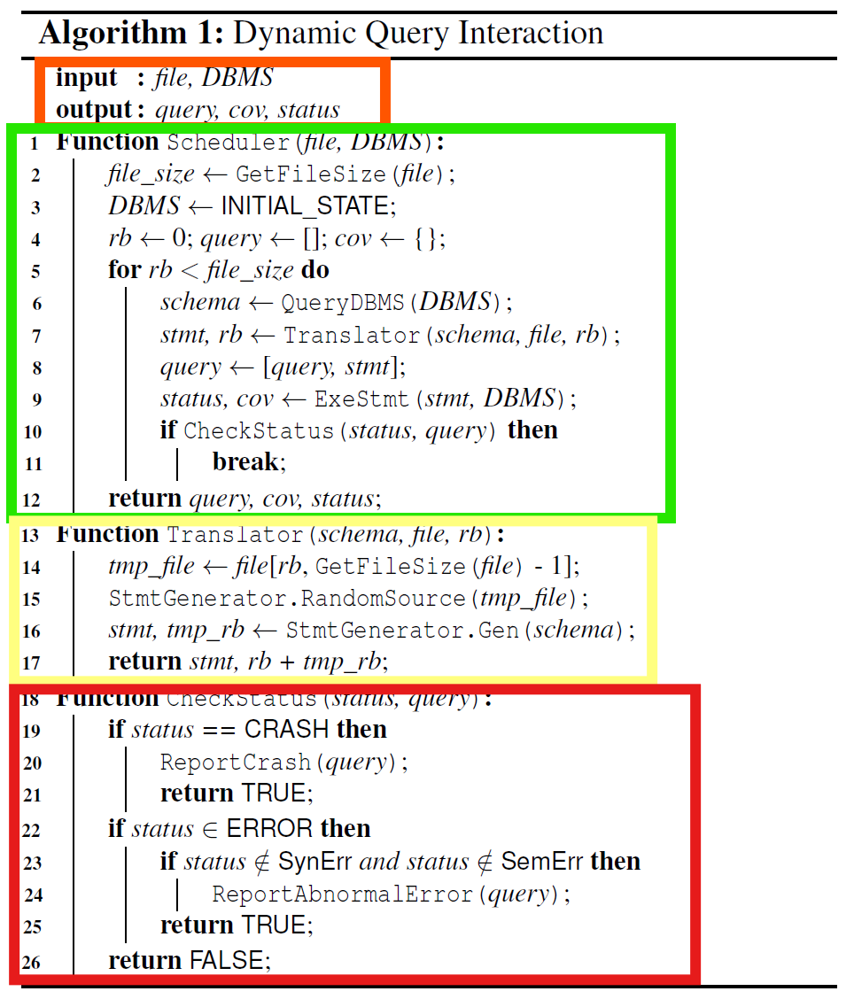 Algorithm 1: Dynamic Query Interaction
input : file, DBMS
output : query, cov, status
1 Function Scheduler(file, DBMS):
2 file_size ← GetFileSize(file);
3 DBMS ← INITIAL_STATE;
4 rb ← 0; query ← []; cov ← {};
5 for rb < file_size do
6 schema ← QueryDBMS(DBMS);
7 stmt, rb ← Translator(schema, file, rb);
8 query ← [query, stmt];
9 status, cov ← ExeStmt(stmt, DBMS);
10 if CheckStatus(status, query) then
11 break;
12 return query, cov, status;
13 Function Translator(schema, file, rb):
14 tmp_file ← file[rb, GetFileSize(file) - 1];
15 StmtGenerator.RandomSource(tmp_file);
16 stmt, tmp_rb ← StmtGenerator.Gen(schema);
17 return stmt, rb + tmp_rb;
18 Function CheckStatus(status, query):
19 if status == CRASH then
20 ReportCrash(query);
21 return TRUE;
22 if status ∈ ERROR then
23 if status ∉ SynErr and status ∉ SemErr then
24 ReportAbnormalError(query);
25 return TRUE;
26 return FALSE;